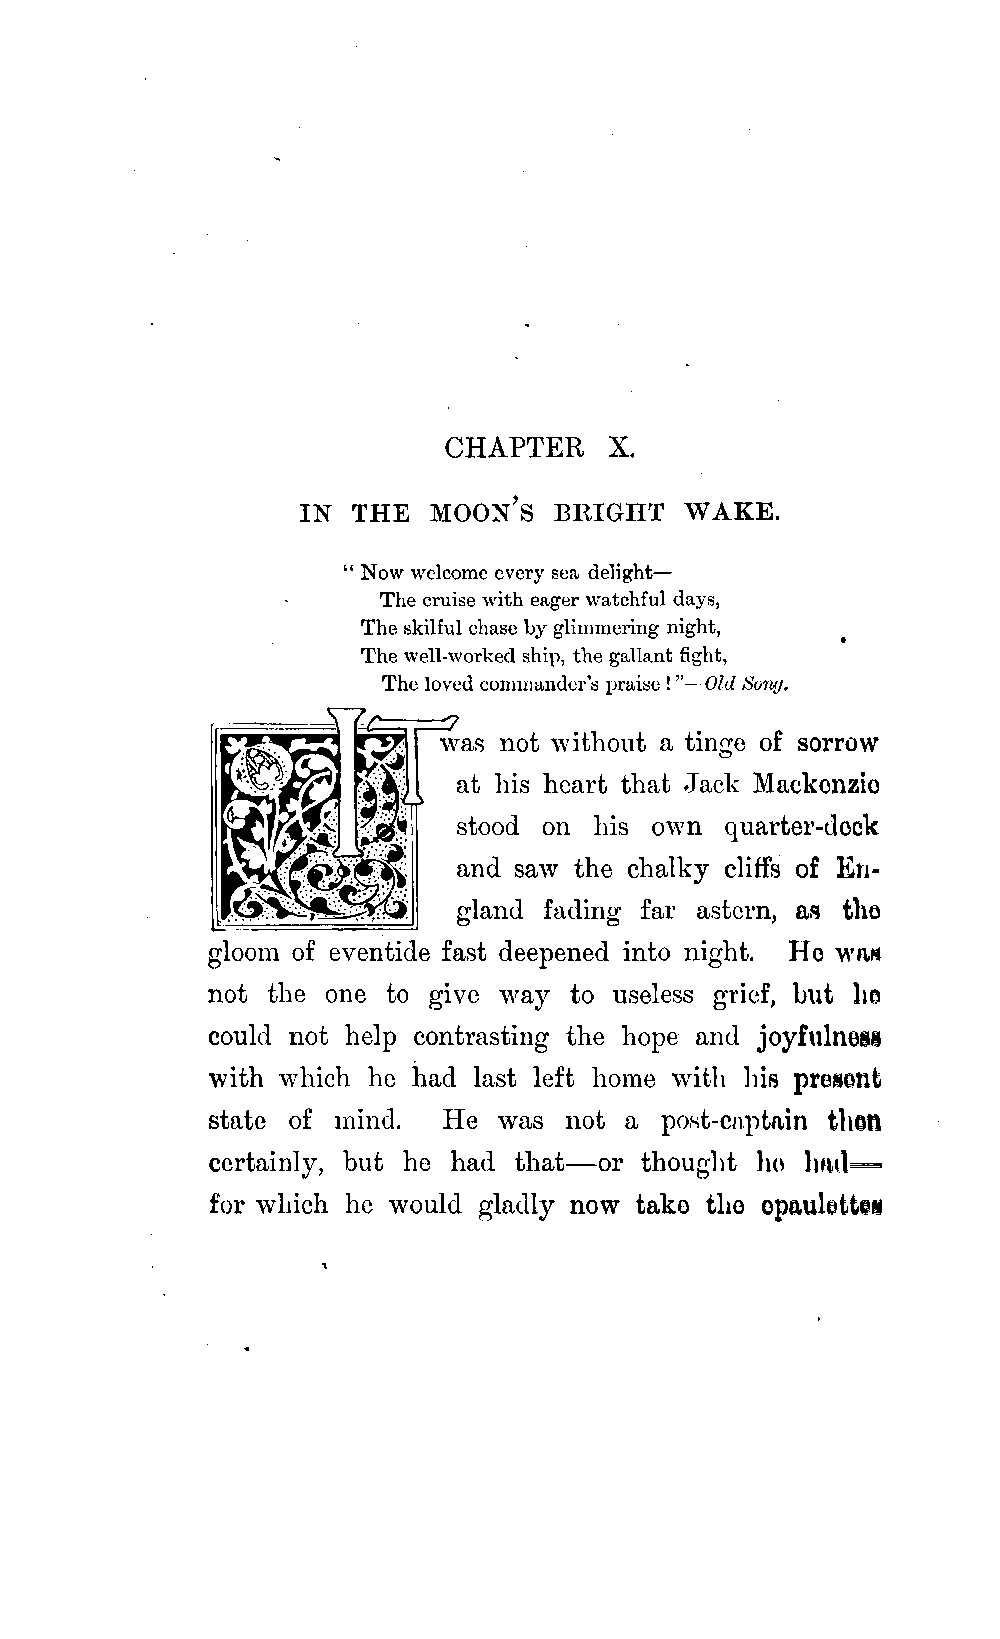 CHAPTER X.
IN THE MOON'S BRIGHT WAKE.
" Now welcome every sea delight—
The cruise with eager watchful days,
The skilful chase by glimmering night,
The well-worked ship, the gallant fight,
The loved commander's praise ! "—Old Song.
IT was not without a tinge of sorrow
at his heart that Jack Mackenzie
stood on his own quarter-deck
and saw the chalky cliffs of En-
gland fading far astern, as the
gloom of eventide fast deepened into night. He was
not the one to give way to useless grief, but he
could not help contrasting the hope and joyfulness
with which he had last left home with his present
state of mind. He was not a post-captain then
certainly, but he had that—or thought he had—
for which he would gladly now take the epaulettes